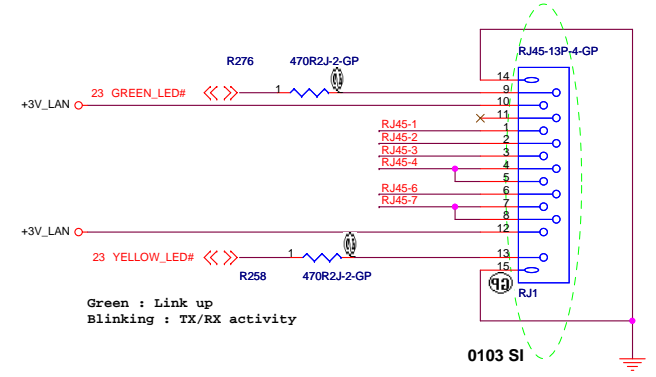 RJ45-13P-4-GP
R276 470R2J-2-GP
14
23 GREEN_LED# 1 9
+3V_LAN 10
11
RJ45-1 1
RJ45-2 2
RJ45-3 3
RJ45-4 4
5
RJ45-6 6
RJ45-7 7
8
+3V_LAN 12
23 YELLOW_LED# 1 13
R258 470R2J-2-GP 15
RJ1
Green : Link up
Blinking : TX/RX activity
0103 SI